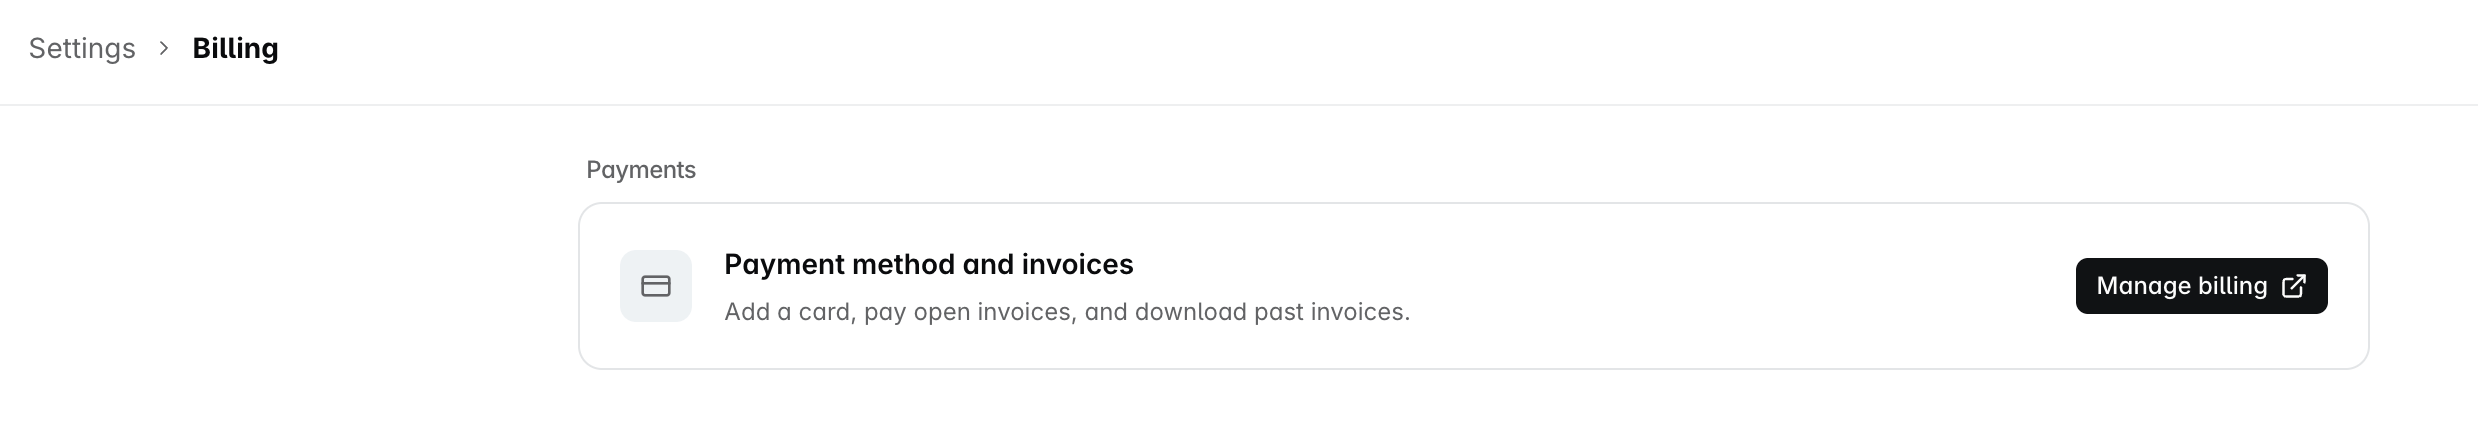 Settings > Billing
Payments
Payment method and invoices
Add a card, pay open invoices, and download past invoices.
Manage billing